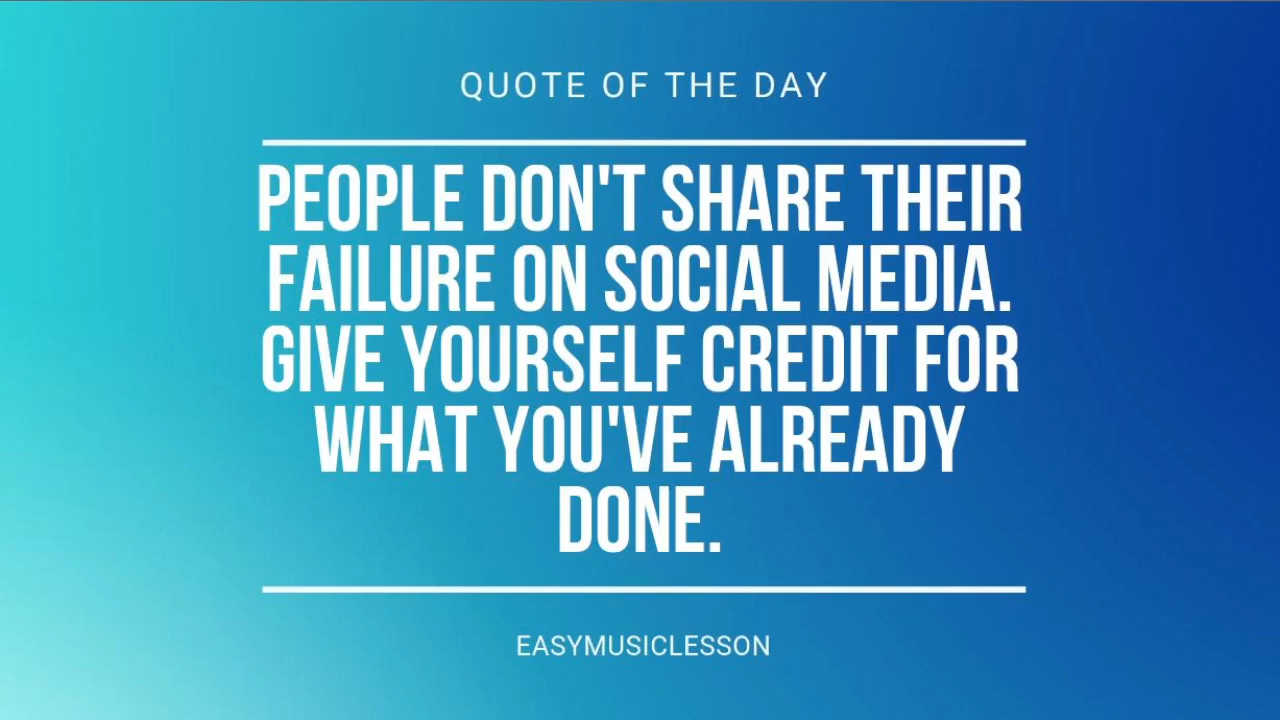 QUOTE OF THE DAY
PEOPLE DON'T SHARE THEIR
FAILURE ON SOCIAL MEDIA.
GIVE YOURSELF CREDIT FOR
WHAT YOU'VE ALREADY
DONE.
EASYMUSICLESSON